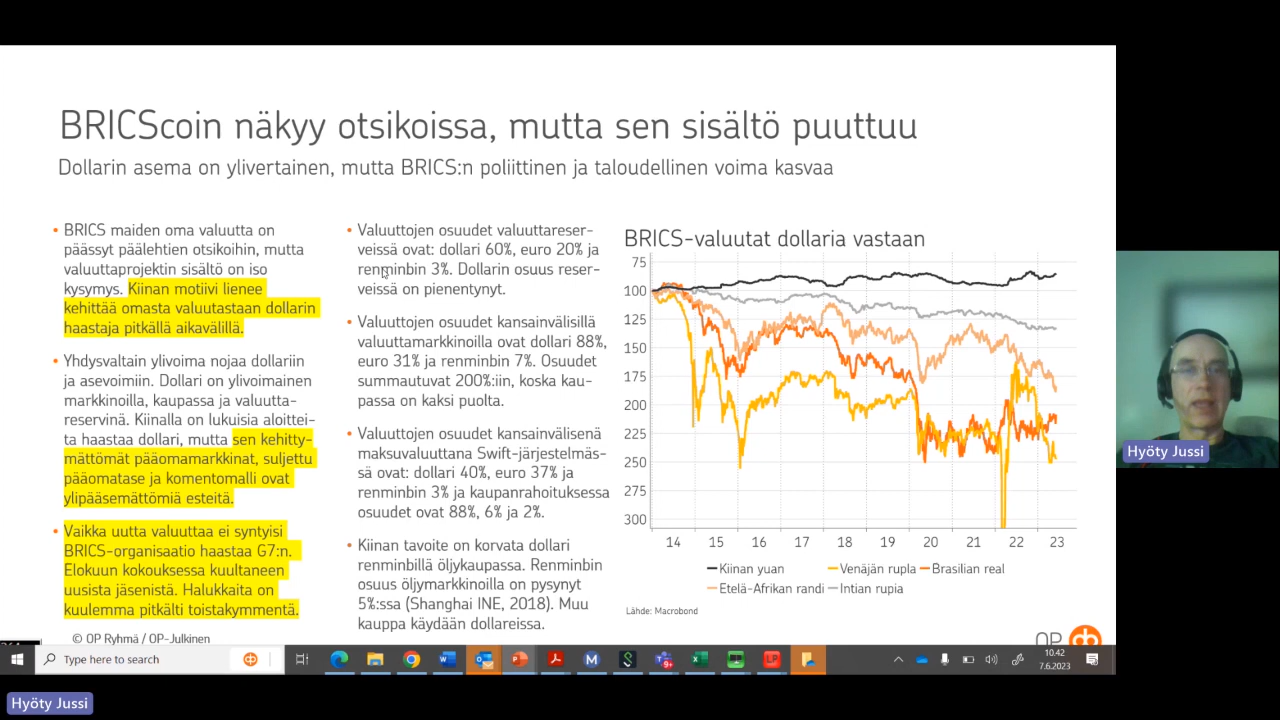 BRICScoin näkyy otsikoissa, mutta sen sisältö puuttuu
Dollarin asema on ylivertainen, mutta BRICS:n poliittinen ja taloudellinen voima kasvaa
• BRICS maiden oma valuutta on
päässyt päälehtien otsikoihin, mutta
valuuttaprojektin sisältö on iso
kysymys. Kiinan motiivi lienee
kehittää omasta valuutastaan dollarin
haastaja pitkällä aikavälillä.
• Yhdysvaltain ylivoima nojaa dollariin
ja asevoimiin. Dollari on ylivoimainen
markkinoilla, kaupassa ja valuutta-
reservinä. Kiinalla on lukuisia aloittei-
ta haastaa dollari, mutta sen kehitty-
mättömät pääomamarkkinat, suljettu
pääomatase ja komentomalli ovat
ylipääsemättömiä esteitä.
• Vaikka uutta valuuttaa ei syntyisi
BRICS-organisaatio haastaa G7:n.
Elokuun kokouksessa kuultaneen
uusista jäsenistä. Halukkaita on
kuulemma pitkälti toistakymmentä.
• Valuuttojen osuudet valuuttareser-
veissä ovat: dollari 60%, euro 20% ja
renminbin 3%. Dollarin osuus reser-
veissä on pienentynyt.
• Valuuttojen osuudet kansainvälisillä
valuuttamarkkinoilla ovat dollari 88%,
euro 31% ja renminbin 7%. Osuudet
summautuvat 200%:iin, koska kau-
passa on kaksi puolta.
• Valuuttojen osuudet kansainvälisenä
maksuvaluuttana Swift-järjestelmäs-
sä ovat: dollari 40%, euro 37% ja
renminbin 3% ja kaupanrahoituksessa
osuudet ovat 88%, 6% ja 2%.
• Kiinan tavoite on korvata dollari
renminbillä öljykaupassa. Renminbin
osuus öljymarkkinoilla on pysynyt
5%:ssa (Shanghai INE, 2018). Muu
kauppa käydään dollareissa.
BRICS-valuutat dollaria vastaan
75
100
125
150
175
200
225
250
275
300
14 15 16 17 18 19 20 21 22 23
Kiinan yuan Venäjän rupla Brasilian real
Etelä-Afrikan randi Intian rupia
Lähde: Macrobond
© OP Ryhmä / OP-Julkinen
OP
Type here to search
10.42
7.6.2023
Hyöty Jussi
Hyöty Jussi